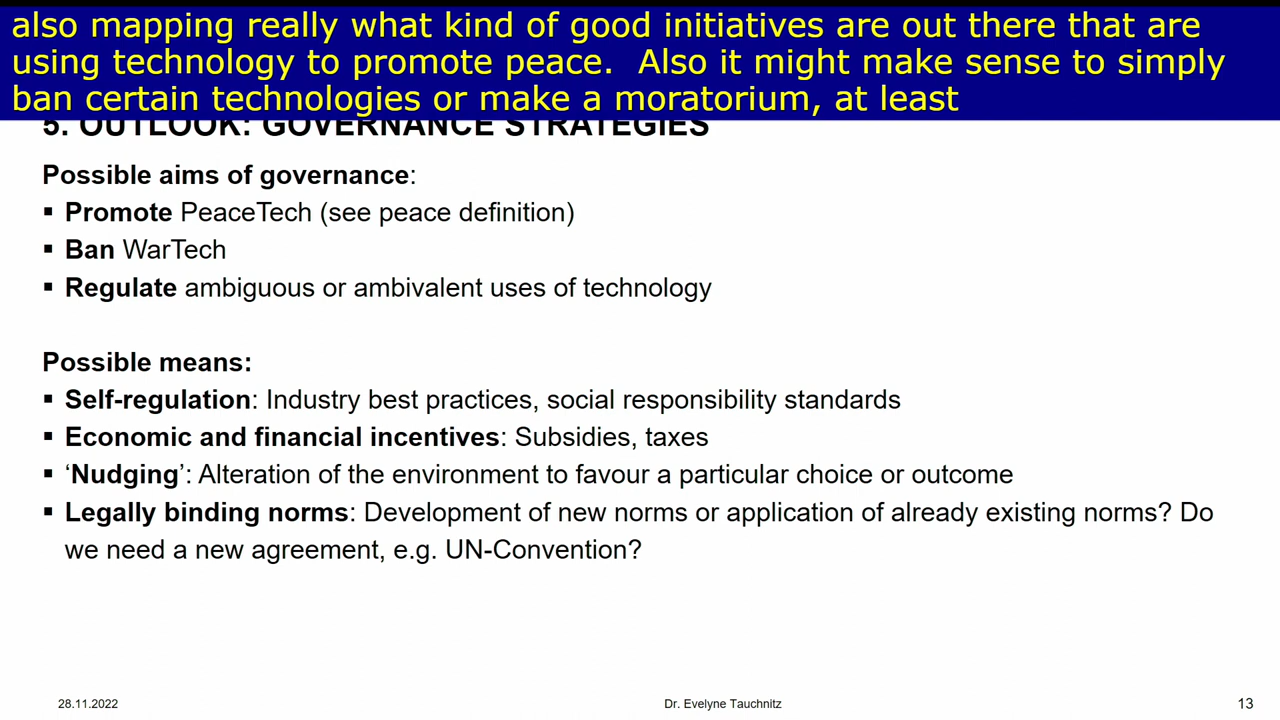 also mapping really what kind of good initiatives are out there that are
using technology to promote peace.  Also it might make sense to simply
ban certain technologies or make a moratorium, at least
5. OUTLOOK: GOVERNANCE STRATEGIES
Possible aims of governance:
▪ Promote PeaceTech (see peace definition)
▪ Ban WarTech
▪ Regulate ambiguous or ambivalent uses of technology
Possible means:
▪ Self-regulation: Industry best practices, social responsibility standards
▪ Economic and financial incentives: Subsidies, taxes
▪ ‘Nudging’: Alteration of the environment to favour a particular choice or outcome
▪ Legally binding norms: Development of new norms or application of already existing norms? Do
we need a new agreement, e.g. UN-Convention?
28.11.2022
Dr. Evelyne Tauchnitz
13